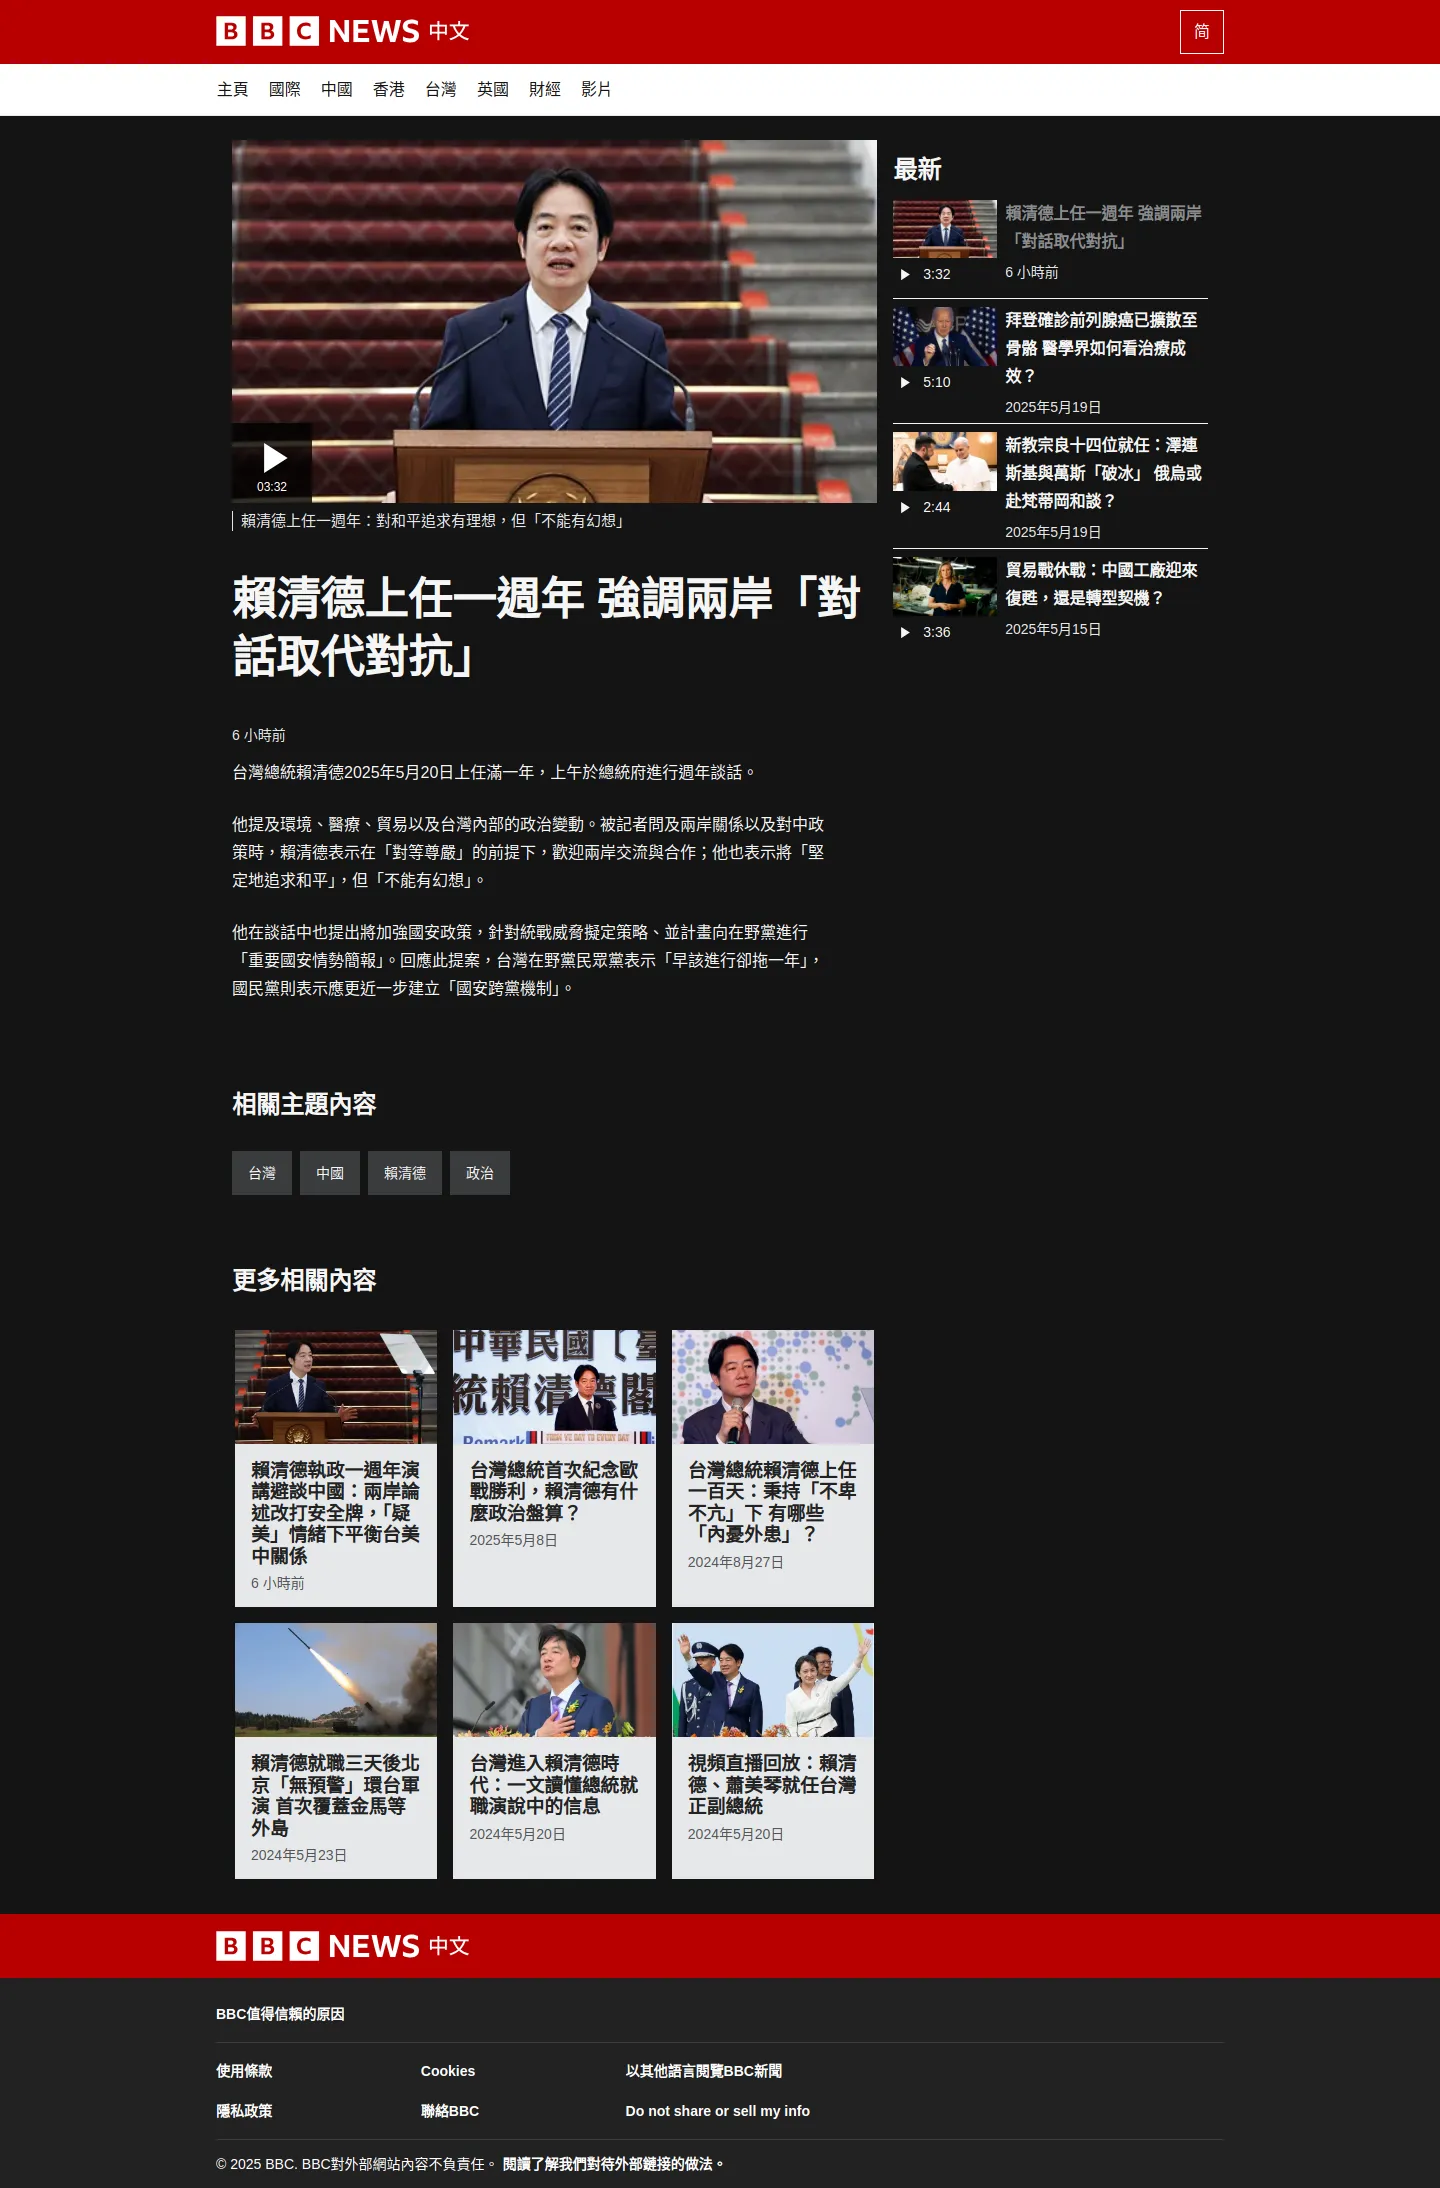 BBC NEWS 中文
简
主頁 國際 中國 香港 台灣 英國 財經 影片
03:32
賴清德上任一週年：對和平追求有理想，但「不能有幻想」
賴清德上任一週年 強調兩岸「對
話取代對抗」
6 小時前
台灣總統賴清德2025年5月20日上任滿一年，上午於總統府進行週年談話。
他提及環境、醫療、貿易以及台灣內部的政治變動。被記者問及兩岸關係以及對中政
策時，賴清德表示在「對等尊嚴」的前提下，歡迎兩岸交流與合作；他也表示將「堅
定地追求和平」，但「不能有幻想」。
他在談話中也提出將加強國安政策，針對統戰威脅擬定策略、並計畫向在野黨進行
「重要國安情勢簡報」。回應此提案，台灣在野黨民眾黨表示「早該進行卻拖一年」，
國民黨則表示應更近一步建立「國安跨黨機制」。
最新
賴清德上任一週年 強調兩岸
「對話取代對抗」
3:32
6 小時前
拜登確診前列腺癌已擴散至
骨骼 醫學界如何看治療成
效？
5:10
2025年5月19日
新教宗良十四位就任：澤連
斯基與萬斯「破冰」 俄烏或
赴梵蒂岡和談？
2:44
2025年5月19日
貿易戰休戰：中國工廠迎來
復甦，還是轉型契機？
3:36
2025年5月15日
相關主題內容
台灣 中國 賴清德 政治
更多相關內容
賴清德執政一週年演
講避談中國：兩岸論
述改打安全牌，「疑
美」情緒下平衡台美
中關係
6 小時前
中華民國
統賴清德閣
Remark
台灣總統首次紀念歐
戰勝利，賴清德有什
麼政治盤算？
2025年5月8日
台灣總統賴清德上任
一百天：秉持「不卑
不亢」下 有哪些
「內憂外患」？
2024年8月27日
賴清德就職三天後北
京「無預警」環台軍
演 首次覆蓋金馬等
外島
2024年5月23日
台灣進入賴清德時
代：一文讀懂總統就
職演說中的信息
2024年5月20日
視頻直播回放：賴清
德、蕭美琴就任台灣
正副總統
2024年5月20日
BBC NEWS 中文
BBC值得信賴的原因
使用條款 Cookies 以其他語言閱覽BBC新聞
隱私政策 聯絡BBC Do not share or sell my info
© 2025 BBC. BBC對外部網站內容不負責任。 閱讀了解我們對待外部鏈接的做法。